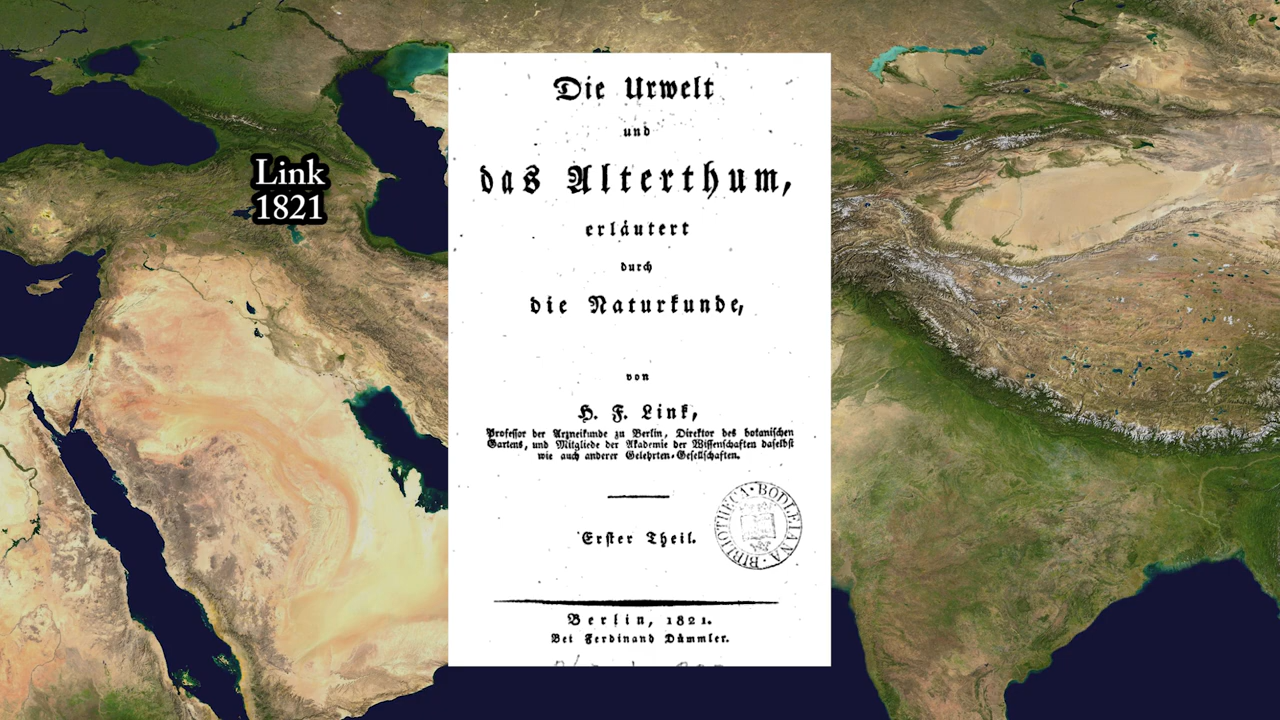 Link
1821
Die Urwelt
und
das Alterthum,
erläutert
durch
die Naturkunde,
von
H. F. Link,
Professor der Arzneikunde zu Berlin, Direktor des botanischen
Gartens, und Mitgliede der Akademie der Wissenschaften daselbst
wie auch anderer Gelehrten-Gesellschaften.
BIBLIOTHECA·BODLEIANA·
Erster Theil.
Berlin, 1821.
Bei Ferdinand Dümmler.